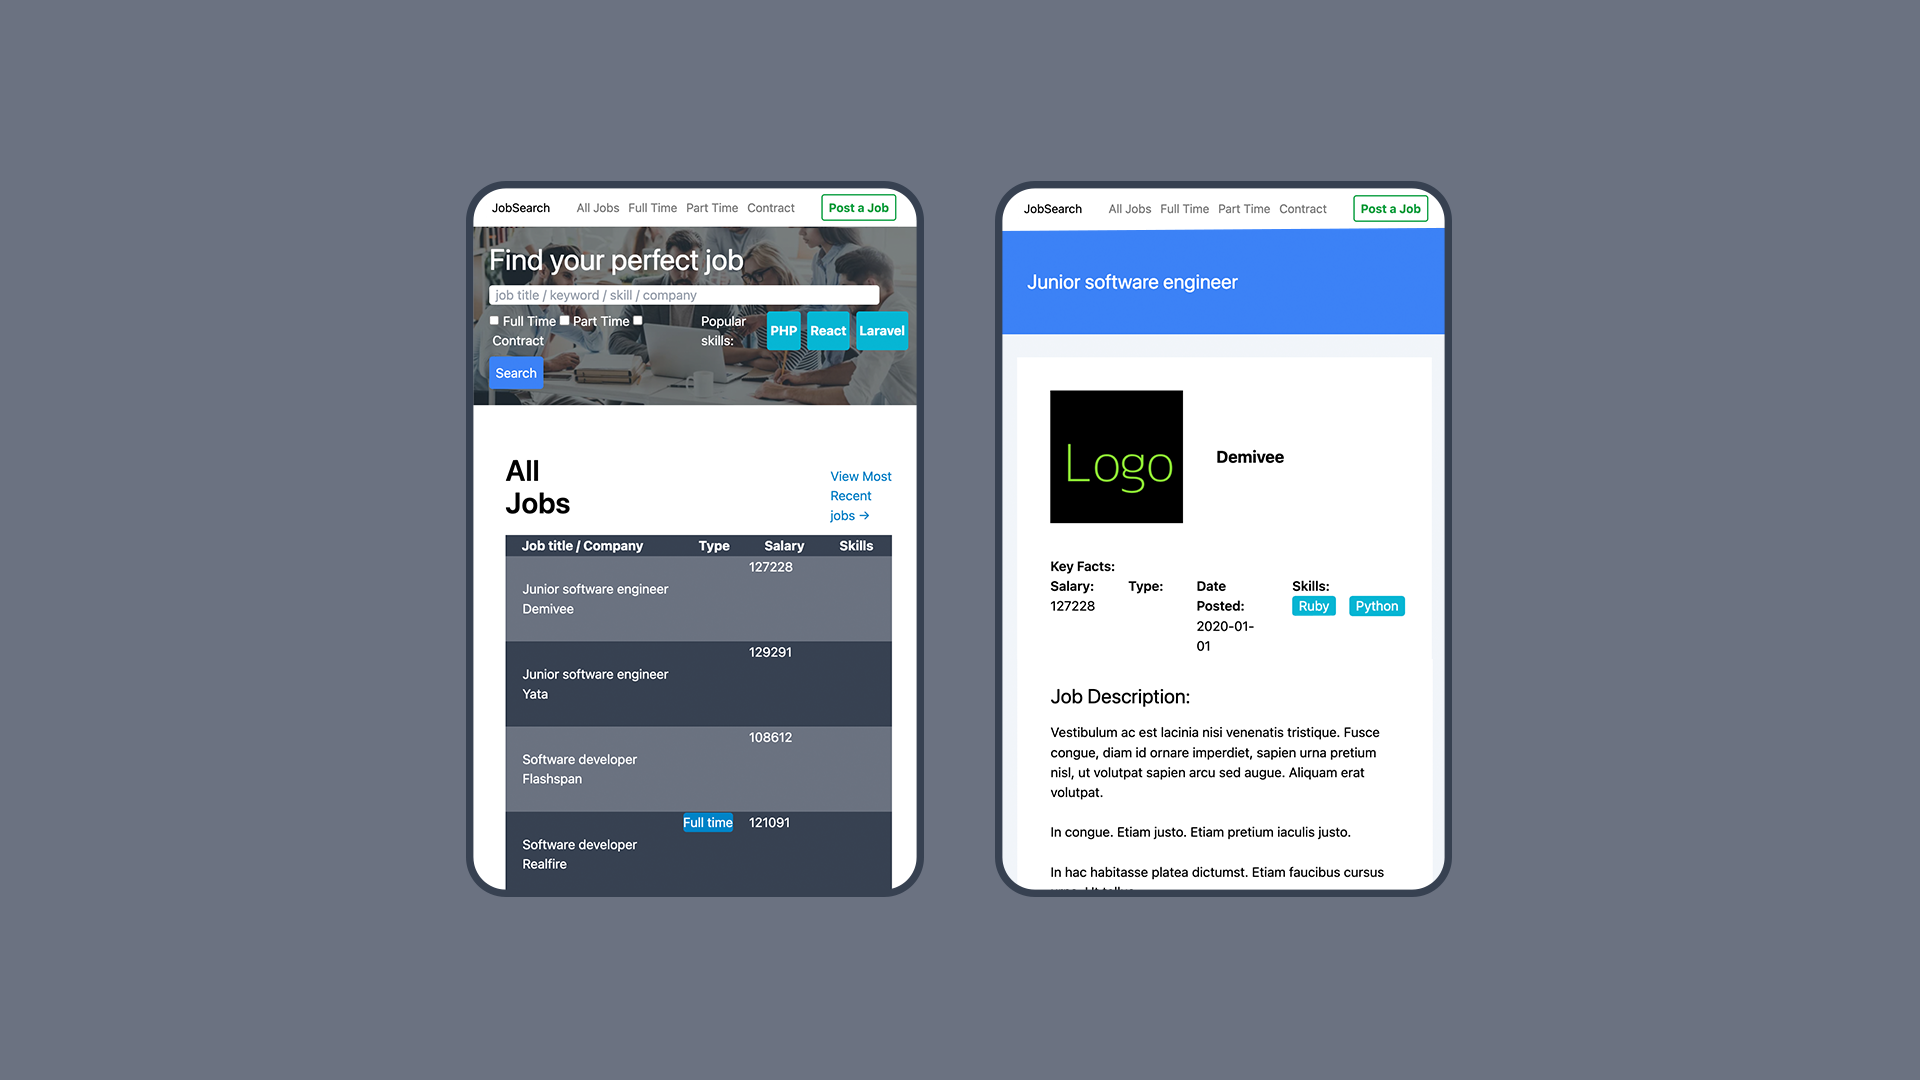 JobSearch All Jobs Full Time Part Time Contract Post a Job
Find your perfect job
job title / keyword / skill / company
Full Time Part Time
Contract
Popular
skills:
PHP React Laravel
Search
All
Jobs
View Most
Recent
jobs →
Job title / Company Type Salary Skills
127228
Junior software engineer
Demivee
129291
Junior software engineer
Yata
108612
Software developer
Flashspan
Full time 121091
Software developer
Realfire
JobSearch All Jobs Full Time Part Time Contract Post a Job
Junior software engineer
Logo
Demivee
Key Facts:
Salary:
127228
Type:
Date
Posted:
2020-01-
01
Skills:
Ruby Python
Job Description:
Vestibulum ac est lacinia nisi venenatis tristique. Fusce
congue, diam id ornare imperdiet, sapien urna pretium
nisl, ut volutpat sapien arcu sed augue. Aliquam erat
volutpat.
In congue. Etiam justo. Etiam pretium iaculis justo.
In hac habitasse platea dictumst. Etiam faucibus cursus